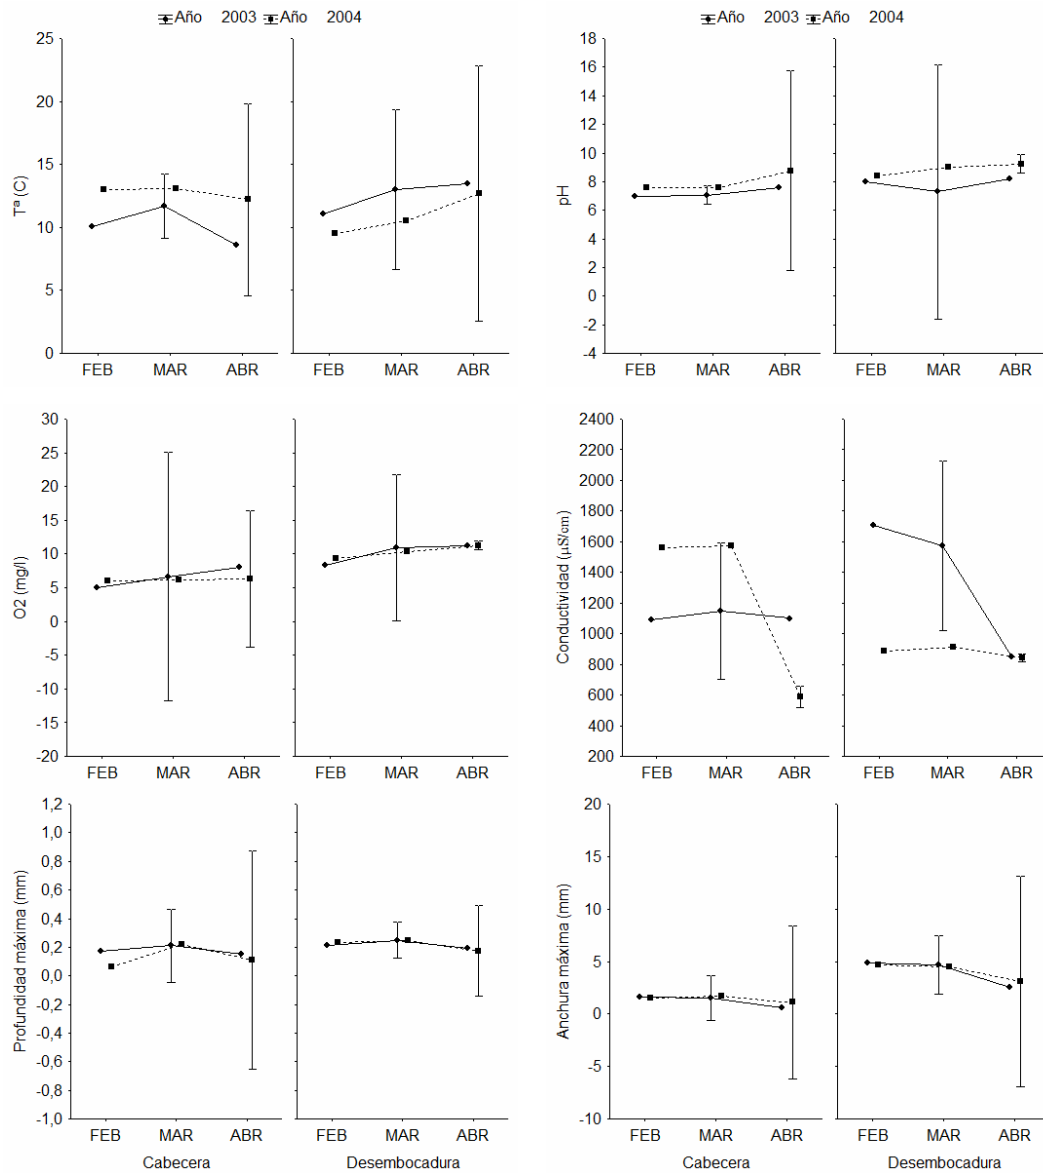 Año 2003 Año 2004
25
20
15
10
5
0
Tª (C)
FEB MAR ABR
FEB MAR ABR
Año 2003 Año 2004
18
16
14
12
10
8
6
4
2
0
-2
-4
pH
FEB MAR ABR
FEB MAR ABR
30
25
20
15
10
5
0
-5
-10
-15
-20
O2 (mg/l)
FEB MAR ABR
FEB MAR ABR
2400
2200
2000
1800
1600
1400
1200
1000
800
600
400
200
Conductividad (µS/cm)
FEB MAR ABR
FEB MAR ABR
1,2
1,0
0,8
0,6
0,4
0,2
0,0
-0,2
-0,4
-0,6
-0,8
-1,0
Profundidad máxima (mm)
FEB MAR ABR
FEB MAR ABR
Cabecera Desembocadura
20
15
10
5
0
-5
-10
Anchura máxima (mm)
FEB MAR ABR
FEB MAR ABR
Cabecera Desembocadura